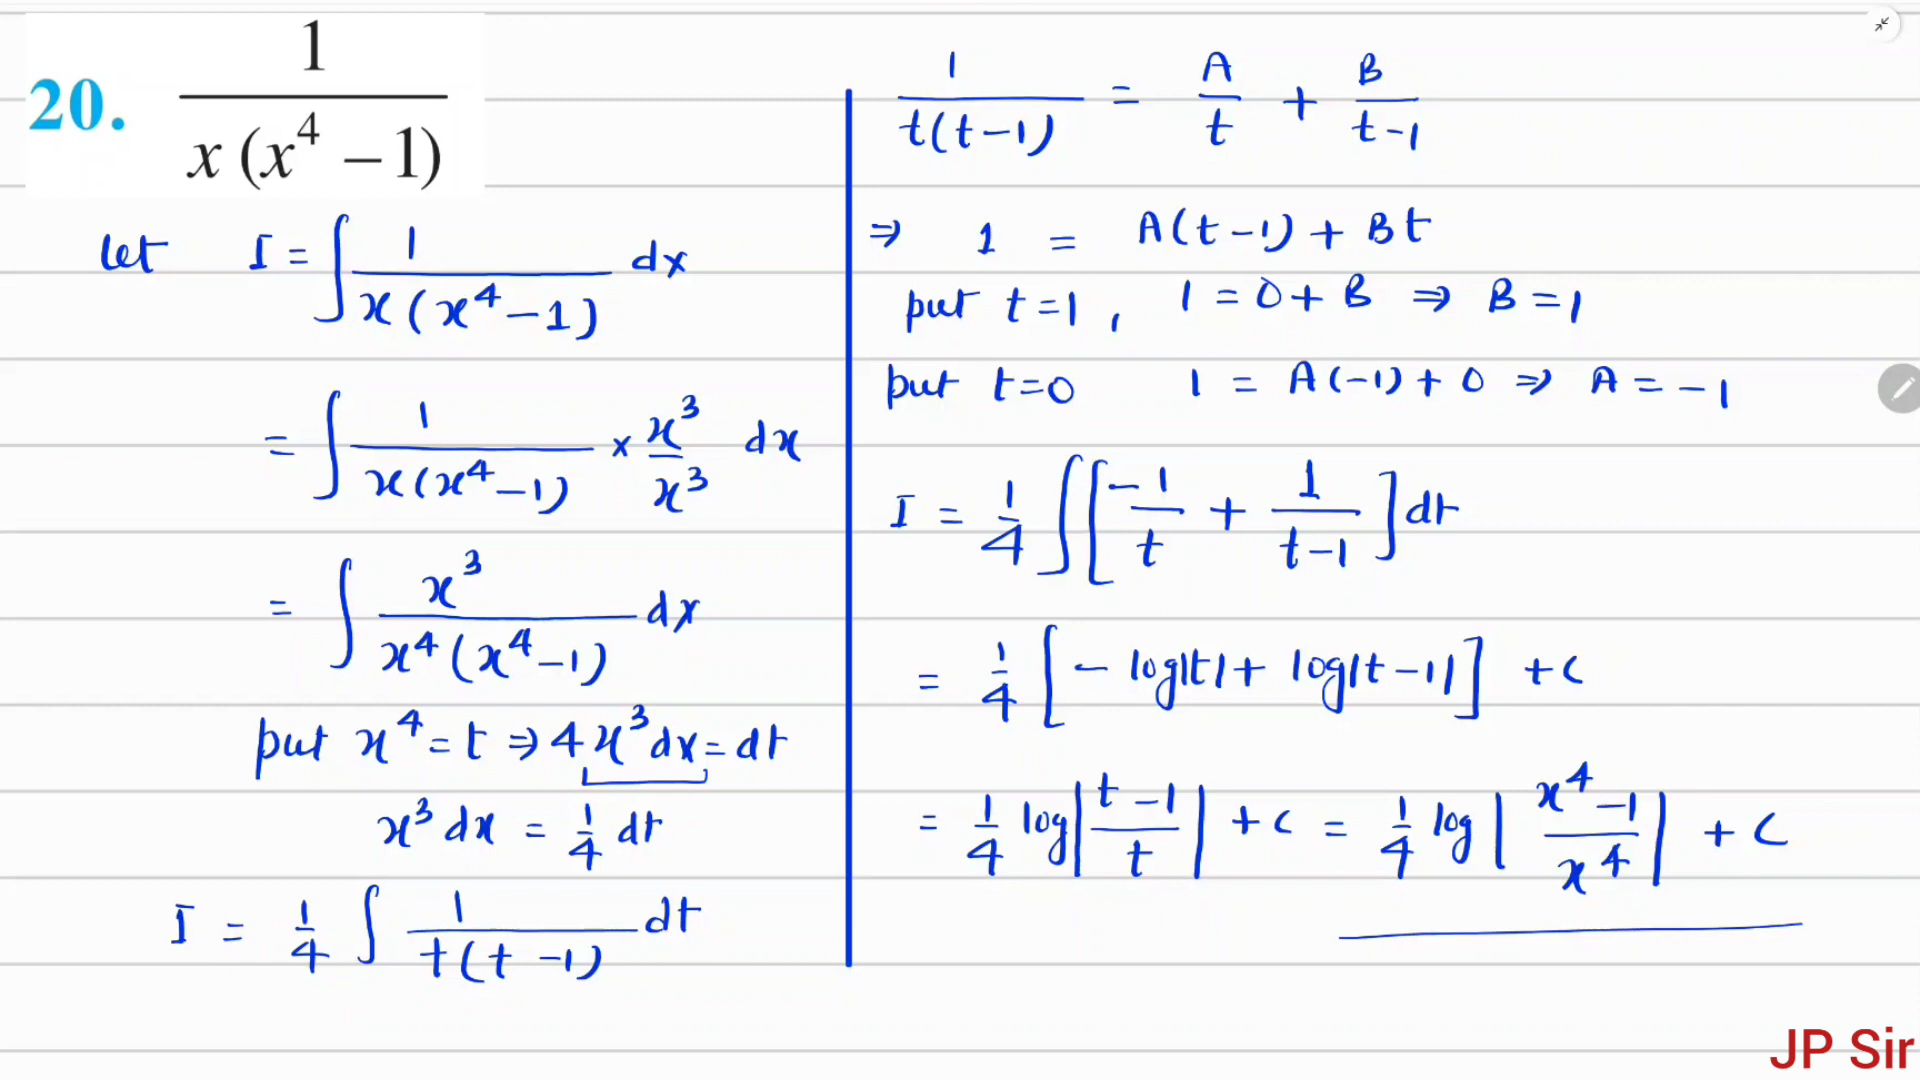 20. 1 / x (x⁴ – 1)
let I = ∫ 1 / x(x⁴–1) dx
= ∫ 1 / x(x⁴–1) × x³ / x³ dx
= ∫ x³ / x⁴(x⁴–1) dx
put x⁴ = t ⇒ 4x³dx = dt
x³dx = 1/4 dt
I = 1/4 ∫ 1 / t(t–1) dt
1 / t(t–1) = A / t + B / t–1
⇒ 1 = A(t–1) + Bt
put t=1, 1 = 0 + B ⇒ B = 1
put t=0 1 = A(–1) + 0 ⇒ A = –1
I = 1/4 ∫ [ –1 / t + 1 / t–1 ] dt
= 1/4 [ – log|t| + log|t–1| ] + c
= 1/4 log | t–1 / t | + c = 1/4 log | x⁴–1 / x⁴ | + C
JP Sir